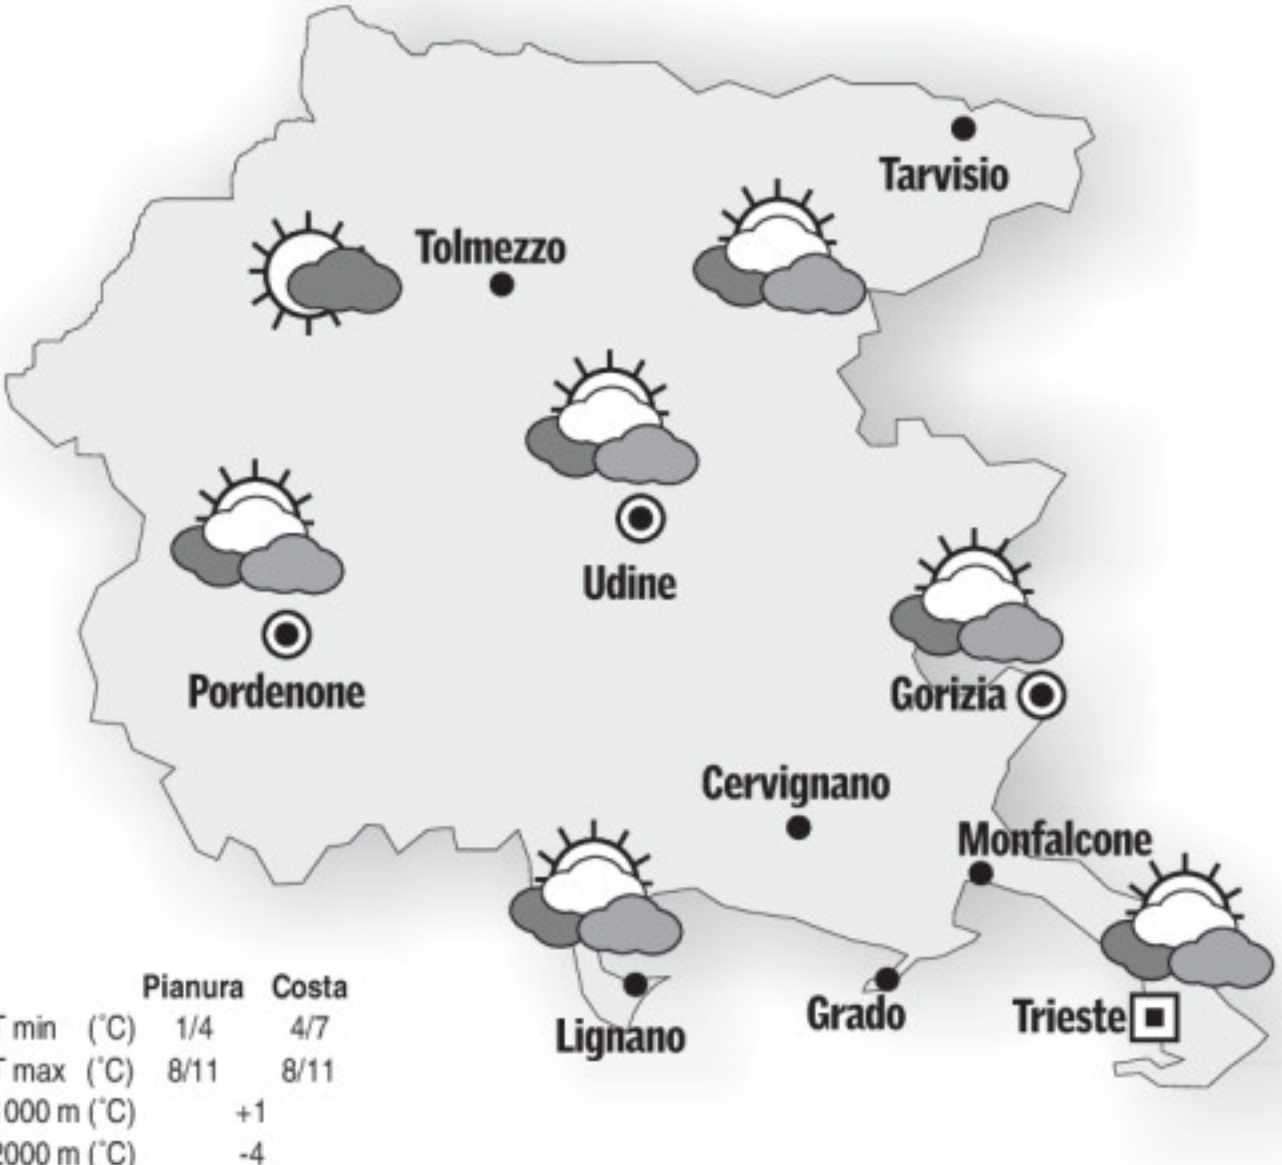 Tarvisio
Tolmezzo
Udine
Pordenone
Gorizia
Cervignano
Monfalcone
Grado
Trieste
Lignano
Pianura Costa
T min (°C) 1/4 4/7
T max (°C) 8/11 8/11
000 m (°C) +1
2000 m (°C) -4